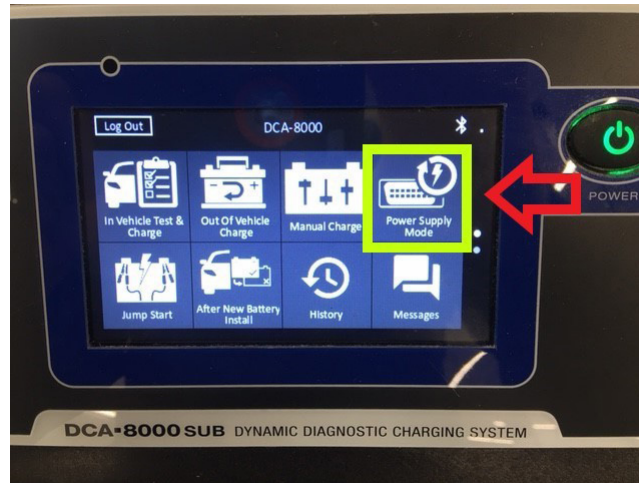 Log Out
DCA-8000
In Vehicle Test &
Charge
Out Of Vehicle
Charge
Manual Charge
Power Supply
Mode
Jump Start
After New Battery
Install
History
Messages
POWER
DCA-8000 SUB DYNAMIC DIAGNOSTIC CHARGING SYSTEM